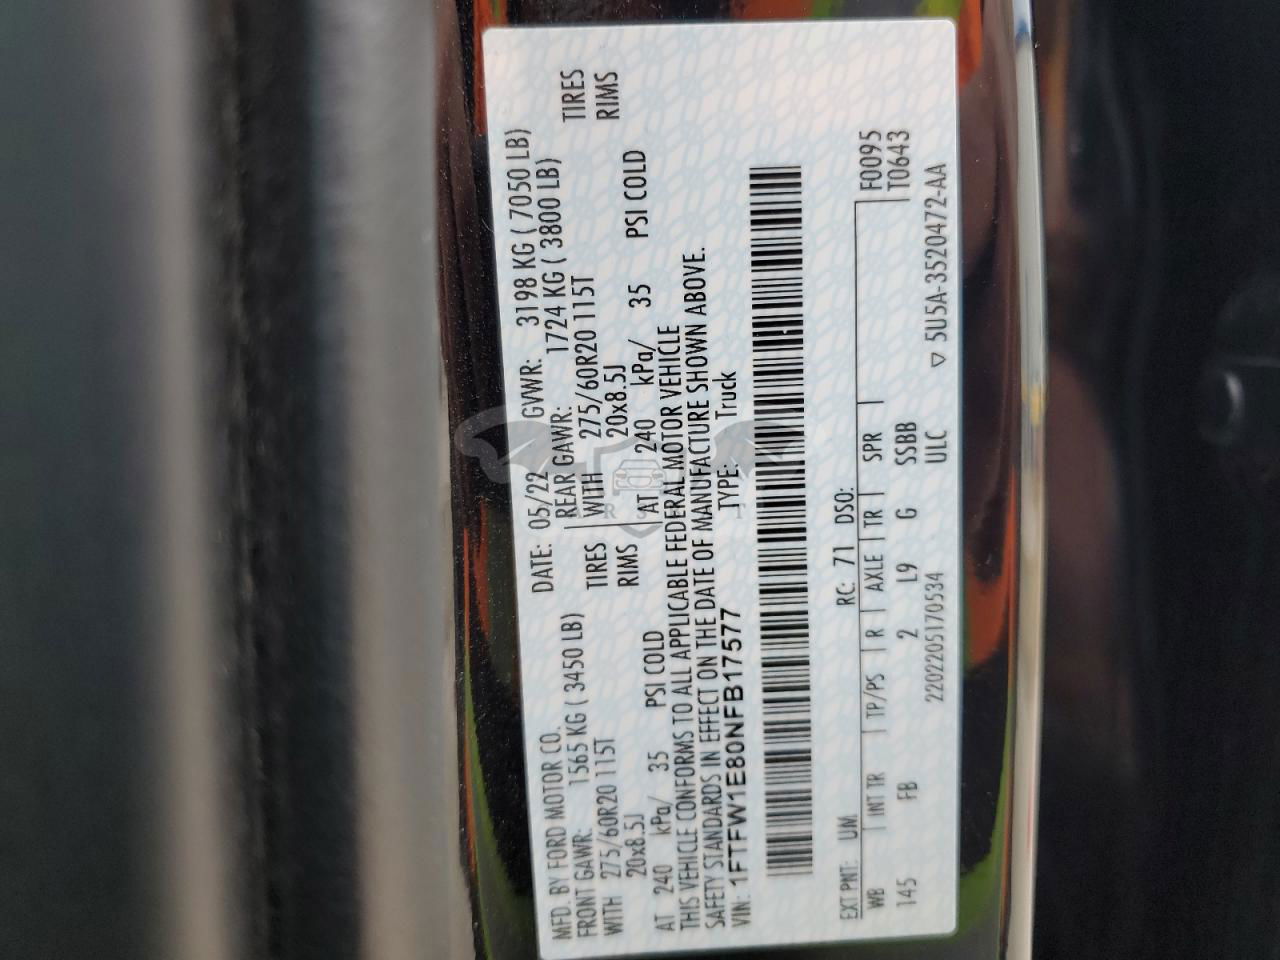 MFD. BY FORD MOTOR CO.
DATE: 05/22 GVWR: 3198 KG ( 7050 LB)
FRONT GAWR: 1565 KG ( 3450 LB)
REAR GAWR: 1724 KG ( 3800 LB)
WITH 275/60R20 115T TIRES
WITH 275/60R20 115T TIRES
20x8.5J RIMS
20x8.5J RIMS
AT 240 kPa/ 35 PSI COLD
AT 240 kPa/ 35 PSI COLD
THIS VEHICLE CONFORMS TO ALL APPLICABLE FEDERAL MOTOR VEHICLE
SAFETY STANDARDS IN EFFECT ON THE DATE OF MANUFACTURE SHOWN ABOVE.
VIN: 1FTFW1E80NFB17577 TYPE: Truck
EXT PNT: UM RC: 71 DSO:
F0095
WB INT TR TP/PS R AXLE TR SPR
T0643
145 FB 2 L9 G SSBB
2202205170534 ULC ▽ 5U5A-3520472-AA